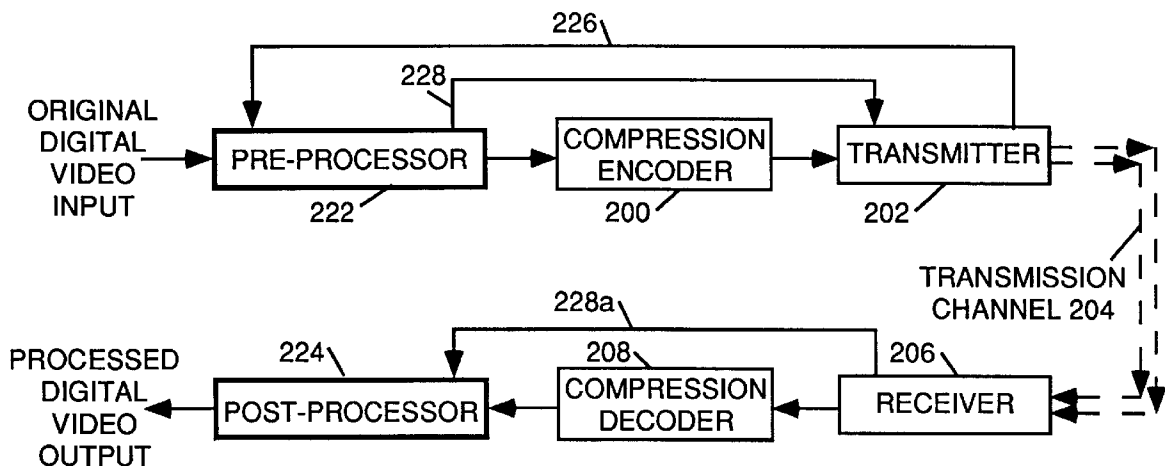 226
228
ORIGINAL
DIGITAL
VIDEO
INPUT
PRE-PROCESSOR
222
COMPRESSION
ENCODER
200
TRANSMITTER
202
TRANSMISSION
CHANNEL 204
228a
PROCESSED
DIGITAL
VIDEO
OUTPUT
224
POST-PROCESSOR
208
COMPRESSION
DECODER
206
RECEIVER